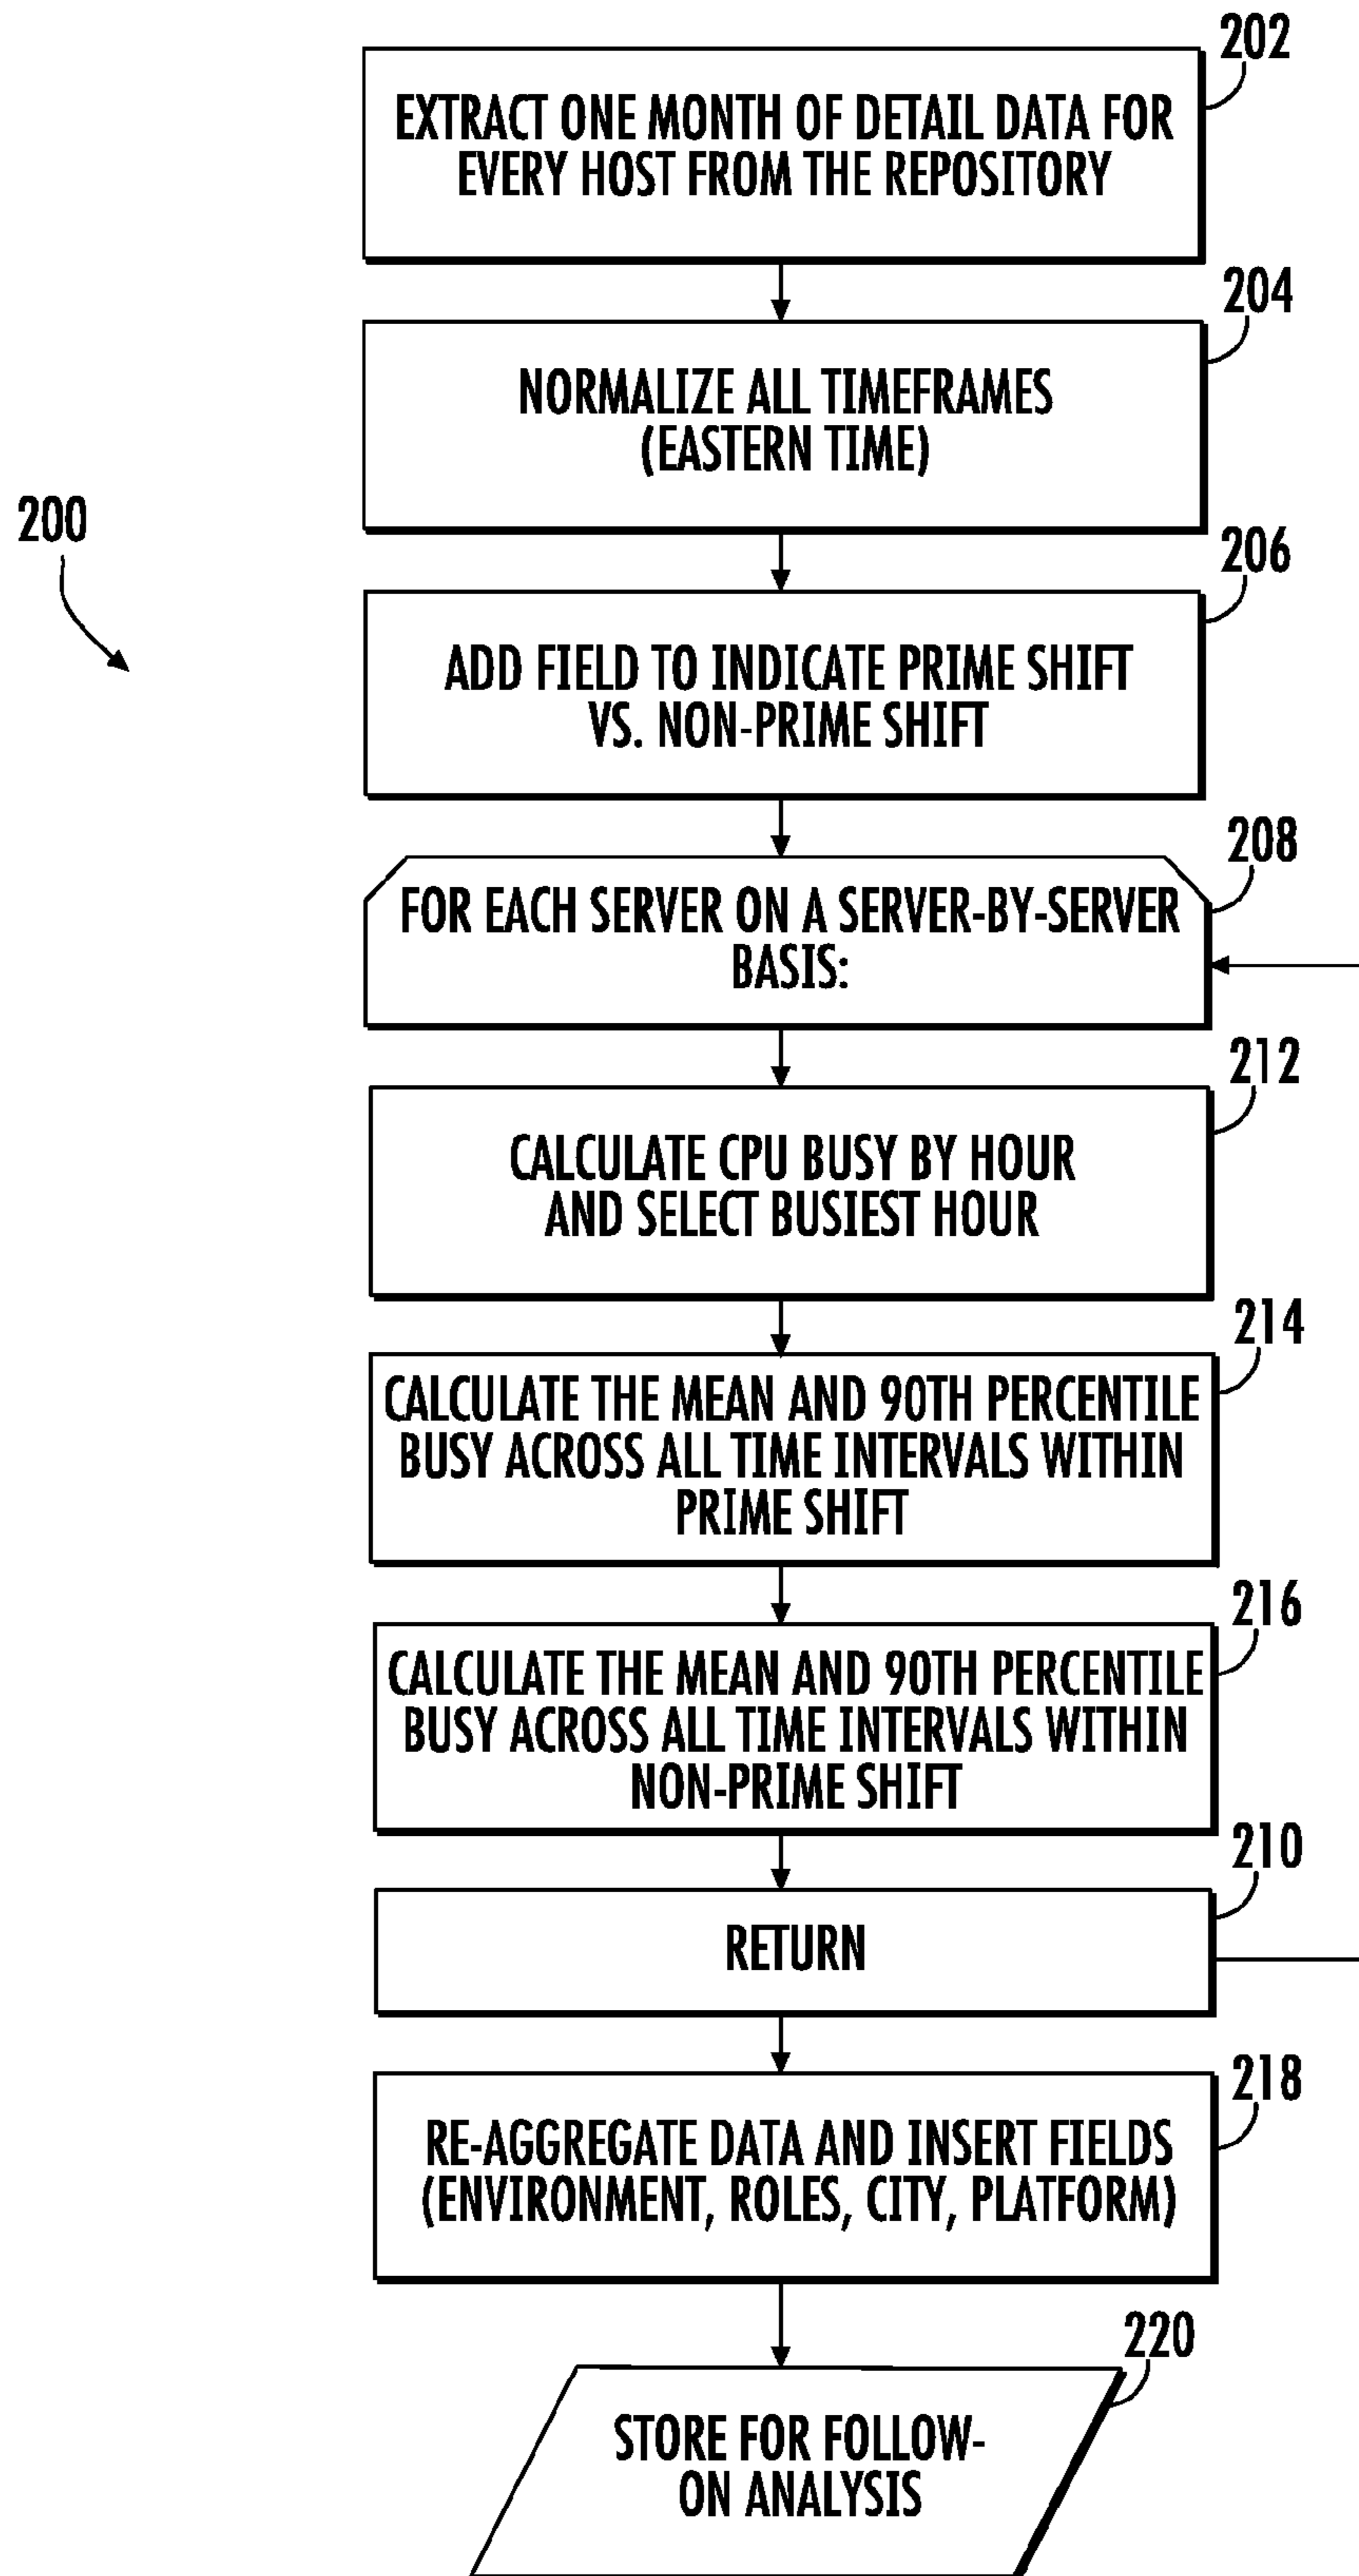 202
EXTRACT ONE MONTH OF DETAIL DATA FOR
EVERY HOST FROM THE REPOSITORY
204
NORMALIZE ALL TIMEFRAMES
(EASTERN TIME)
200
206
ADD FIELD TO INDICATE PRIME SHIFT
VS. NON-PRIME SHIFT
208
FOR EACH SERVER ON A SERVER-BY-SERVER
BASIS:
212
CALCULATE CPU BUSY BY HOUR
AND SELECT BUSIEST HOUR
214
CALCULATE THE MEAN AND 90TH PERCENTILE
BUSY ACROSS ALL TIME INTERVALS WITHIN
PRIME SHIFT
216
CALCULATE THE MEAN AND 90TH PERCENTILE
BUSY ACROSS ALL TIME INTERVALS WITHIN
NON-PRIME SHIFT
210
RETURN
218
RE-AGGREGATE DATA AND INSERT FIELDS
(ENVIRONMENT, ROLES, CITY, PLATFORM)
220
STORE FOR FOLLOW-
ON ANALYSIS